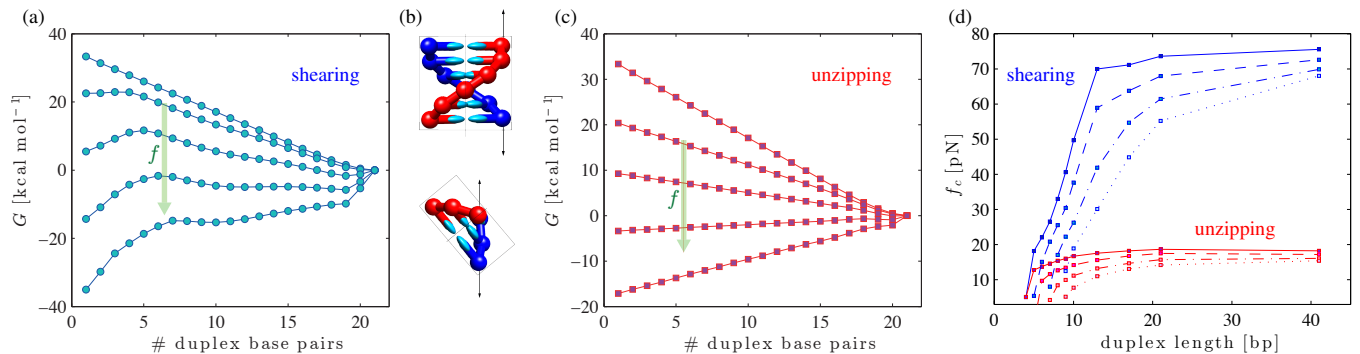 (a)
40
20
0
−20
−40
G [kcal mol−1]
shearing
f
0
5
10
15
20
# duplex base pairs
(b)
(c)
40
30
20
10
0
−10
−20
G [kcal mol−1]
unzipping
f
0
5
10
15
20
# duplex base pairs
(d)
80
70
60
50
40
30
20
10
fc [pN]
shearing
unzipping
0
10
20
30
40
duplex length [bp]